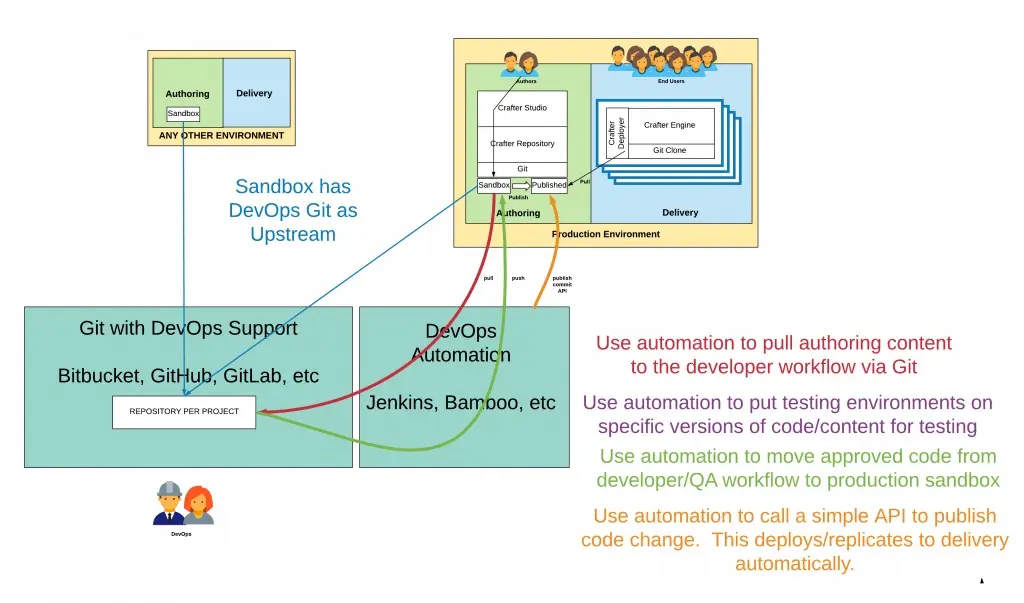 Authors
End Users
Authoring
Delivery
Sandbox
ANY OTHER ENVIRONMENT
Crafter Studio
Crafter Repository
Git
Sandbox
Published
Publish
Authoring
Crafter
Deployer
Crafter Engine
Git Clone
Pull
Delivery
Production Environment
Sandbox has
DevOps Git as
Upstream
pull
push
publish
commit
API
Git with DevOps Support
Bitbucket, GitHub, GitLab, etc
REPOSITORY PER PROJECT
DevOps
Automation
Jenkins, Bamboo, etc
DevOps
Use automation to pull authoring content
to the developer workflow via Git
Use automation to put testing environments on
specific versions of code/content for testing
Use automation to move approved code from
developer/QA workflow to production sandbox
Use automation to call a simple API to publish
code change. This deploys/replicates to delivery
automatically.